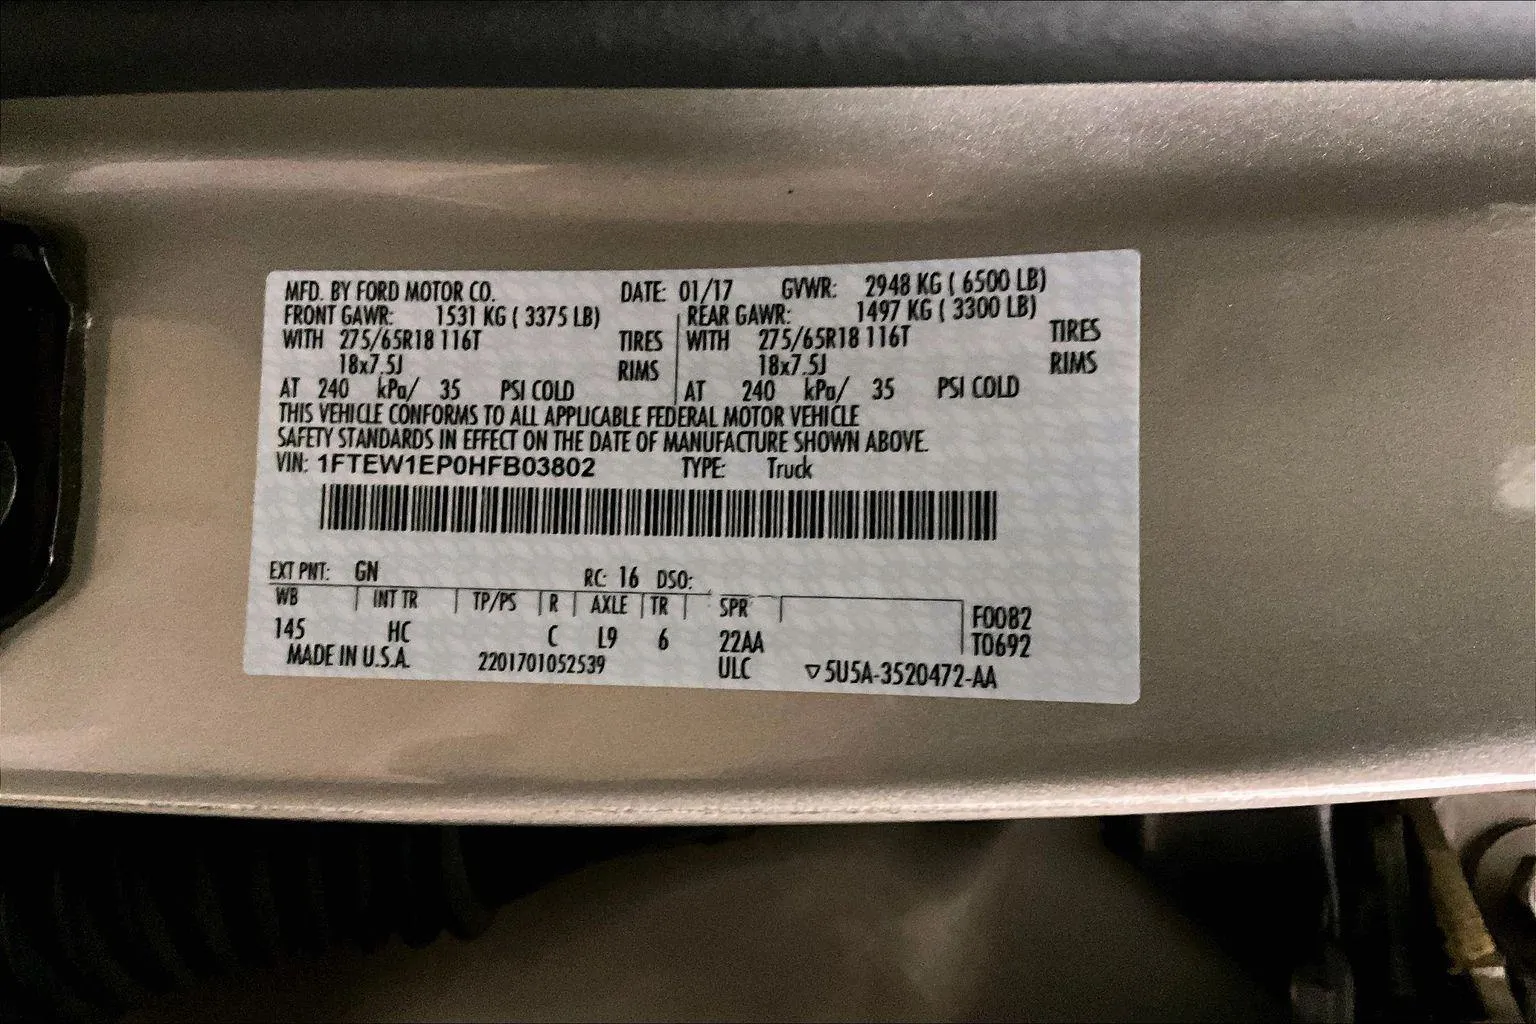 MFD. BY FORD MOTOR CO. DATE: 01/17 GVWR: 2948 KG ( 6500 LB)
FRONT GAWR: 1531 KG ( 3375 LB) REAR GAWR: 1497 KG ( 3300 LB)
WITH 275/65R18 116T TIRES WITH 275/65R18 116T TIRES
18x7.5J RIMS 18x7.5J RIMS
AT 240 kPa/ 35 PSI COLD AT 240 kPa/ 35 PSI COLD
THIS VEHICLE CONFORMS TO ALL APPLICABLE FEDERAL MOTOR VEHICLE
SAFETY STANDARDS IN EFFECT ON THE DATE OF MANUFACTURE SHOWN ABOVE.
VIN: 1FTEW1EP0HFB03802 TYPE: Truck
EXT PNT: GN RC: 16 DSO:
WB INT TR TP/PS R AXLE TR SPR F0082
145 HC C L9 6 22AA T0692
MADE IN U.S.A. 2201701052539 ULC ▽5U5A-3520472-AA